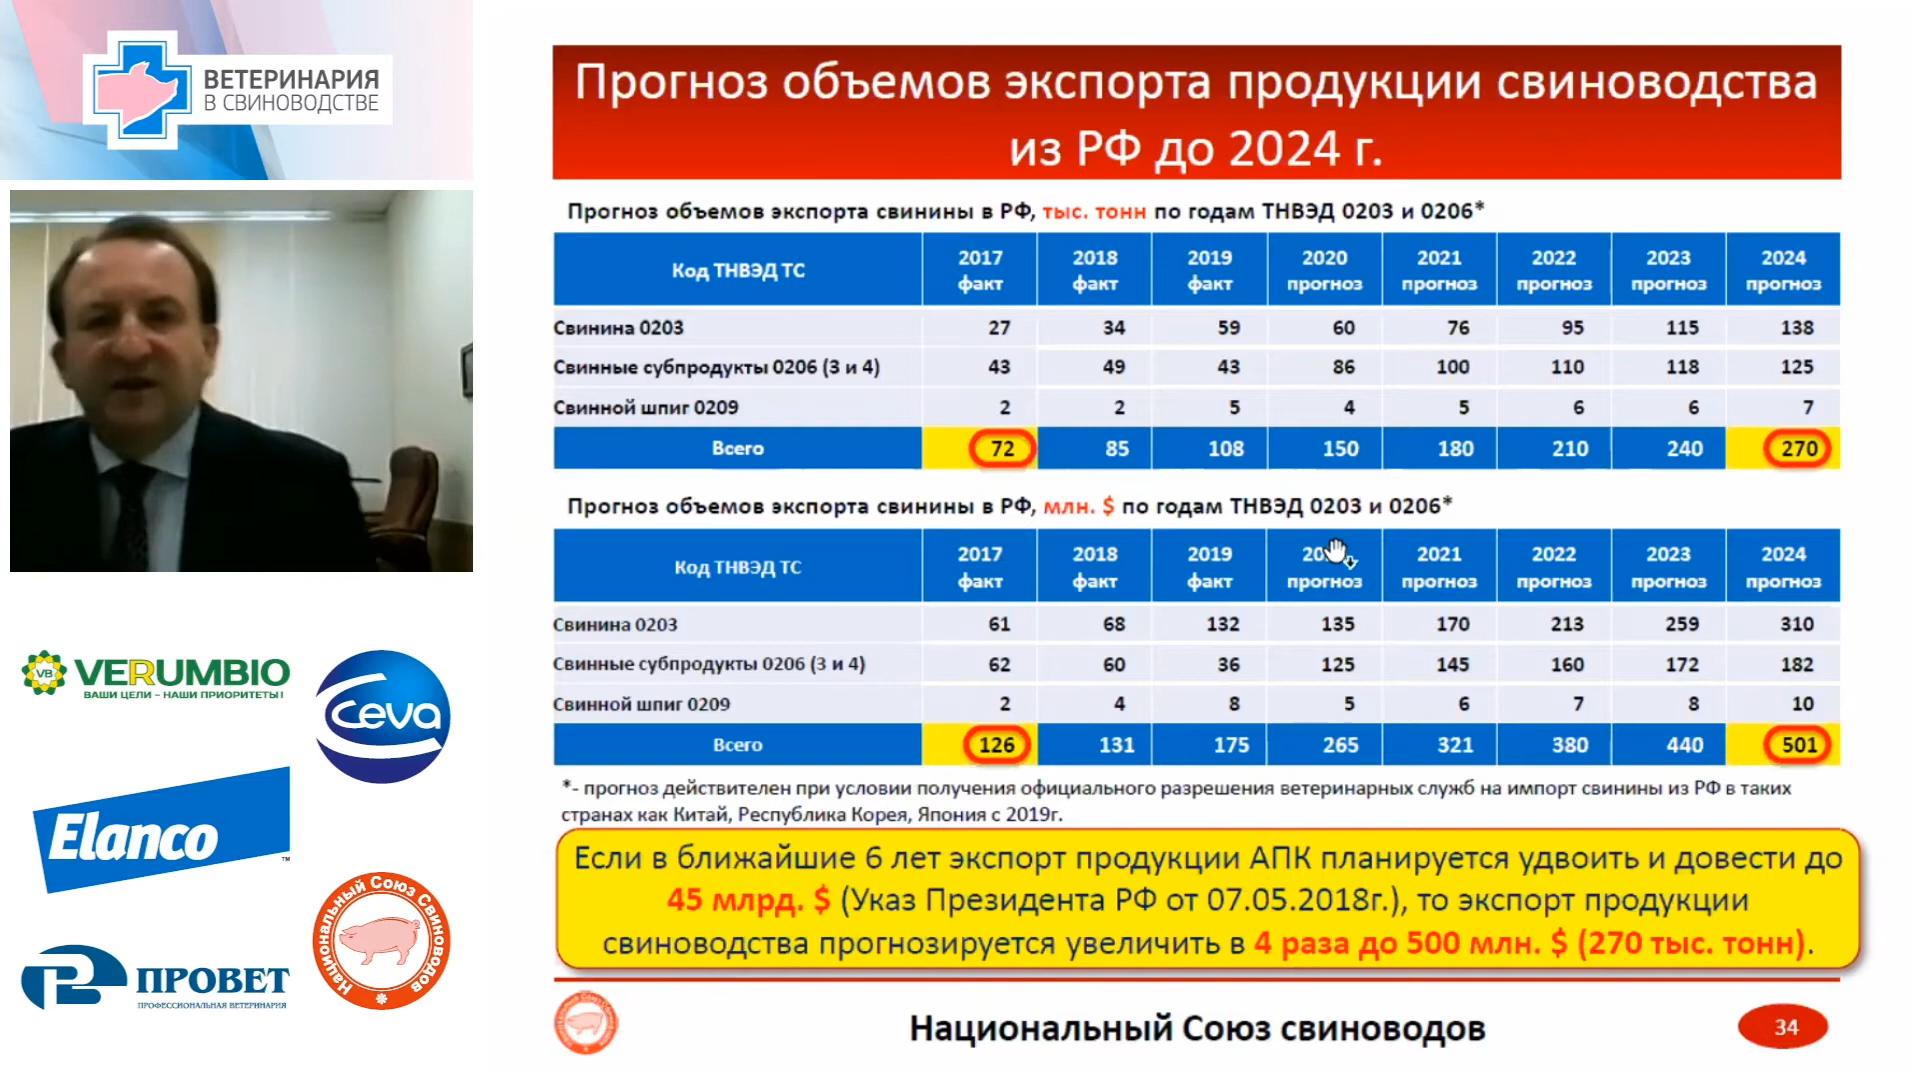 ВЕТЕРИНАРИЯ
В СВИНОВОДСТВЕ
VERUMBIO
VB
ВАШИ ЦЕЛИ – НАШИ ПРИОРИТЕТЫ!
ceva
Elanco
™
Национальный Союз Свиноводов
ПРОВЕТ
ПРОФЕССИОНАЛЬНАЯ ВЕТЕРИНАРИЯ
Прогноз объемов экспорта продукции свиноводства
из РФ до 2024 г.
Прогноз объемов экспорта свинины в РФ, тыс. тонн по годам ТНВЭД 0203 и 0206*
Код ТНВЭД ТС 2017 факт 2018 факт 2019 факт 2020 прогноз 2021 прогноз 2022 прогноз 2023 прогноз 2024 прогноз
Свинина 0203 27 34 59 60 76 95 115 138
Свинные субпродукты 0206 (3 и 4) 43 49 43 86 100 110 118 125
Свинной шпиг 0209 2 2 5 4 5 6 6 7
Всего 72 85 108 150 180 210 240 270
Прогноз объемов экспорта свинины в РФ, млн. $ по годам ТНВЭД 0203 и 0206*
Код ТНВЭД ТС 2017 факт 2018 факт 2019 факт 20 прогноз 2021 прогноз 2022 прогноз 2023 прогноз 2024 прогноз
Свинина 0203 61 68 132 135 170 213 259 310
Свинные субпродукты 0206 (3 и 4) 62 60 36 125 145 160 172 182
Свинной шпиг 0209 2 4 8 5 6 7 8 10
Всего 126 131 175 265 321 380 440 501
*- прогноз действителен при условии получения официального разрешения ветеринарных служб на импорт свинины из РФ в таких
странах как Китай, Республика Корея, Япония с 2019г.
Если в ближайшие 6 лет экспорт продукции АПК планируется удвоить и довести до
45 млрд. $ (Указ Президента РФ от 07.05.2018г.), то экспорт продукции
свиноводства прогнозируется увеличить в 4 раза до 500 млн. $ (270 тыс. тонн).
Национальный Союз свиноводов
34